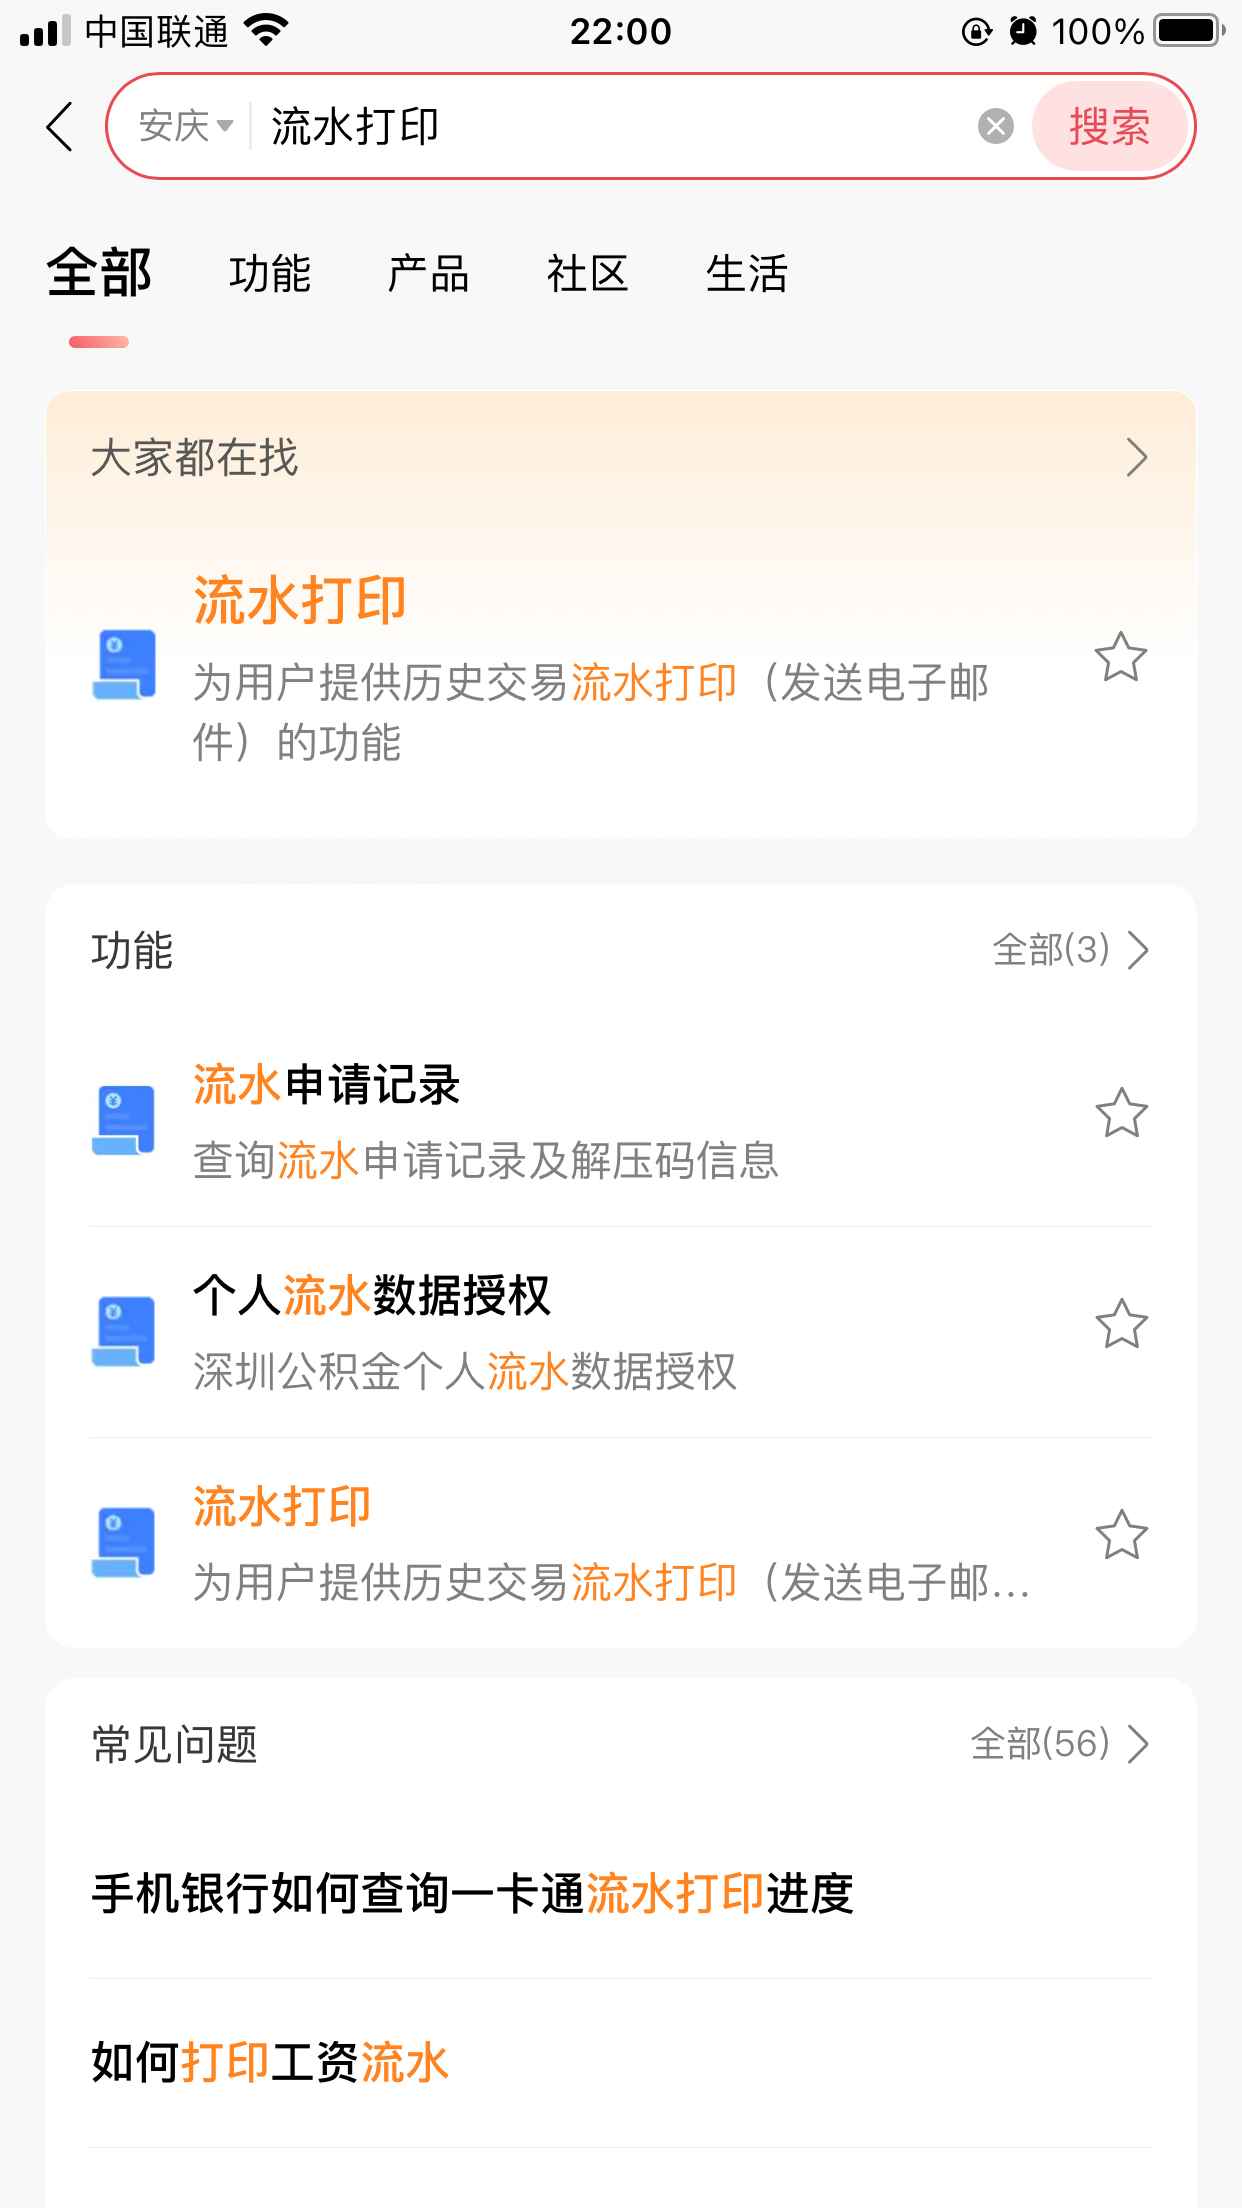 中国联通 22:00 100%
安庆 流水打印 搜索
全部 功能 产品 社区 生活
大家都在找
流水打印
为用户提供历史交易流水打印（发送电子邮
件）的功能
功能 全部(3)
流水申请记录
查询流水申请记录及解压码信息
个人流水数据授权
深圳公积金个人流水数据授权
流水打印
为用户提供历史交易流水打印（发送电子邮...
常见问题 全部(56)
手机银行如何查询一卡通流水打印进度
如何打印工资流水